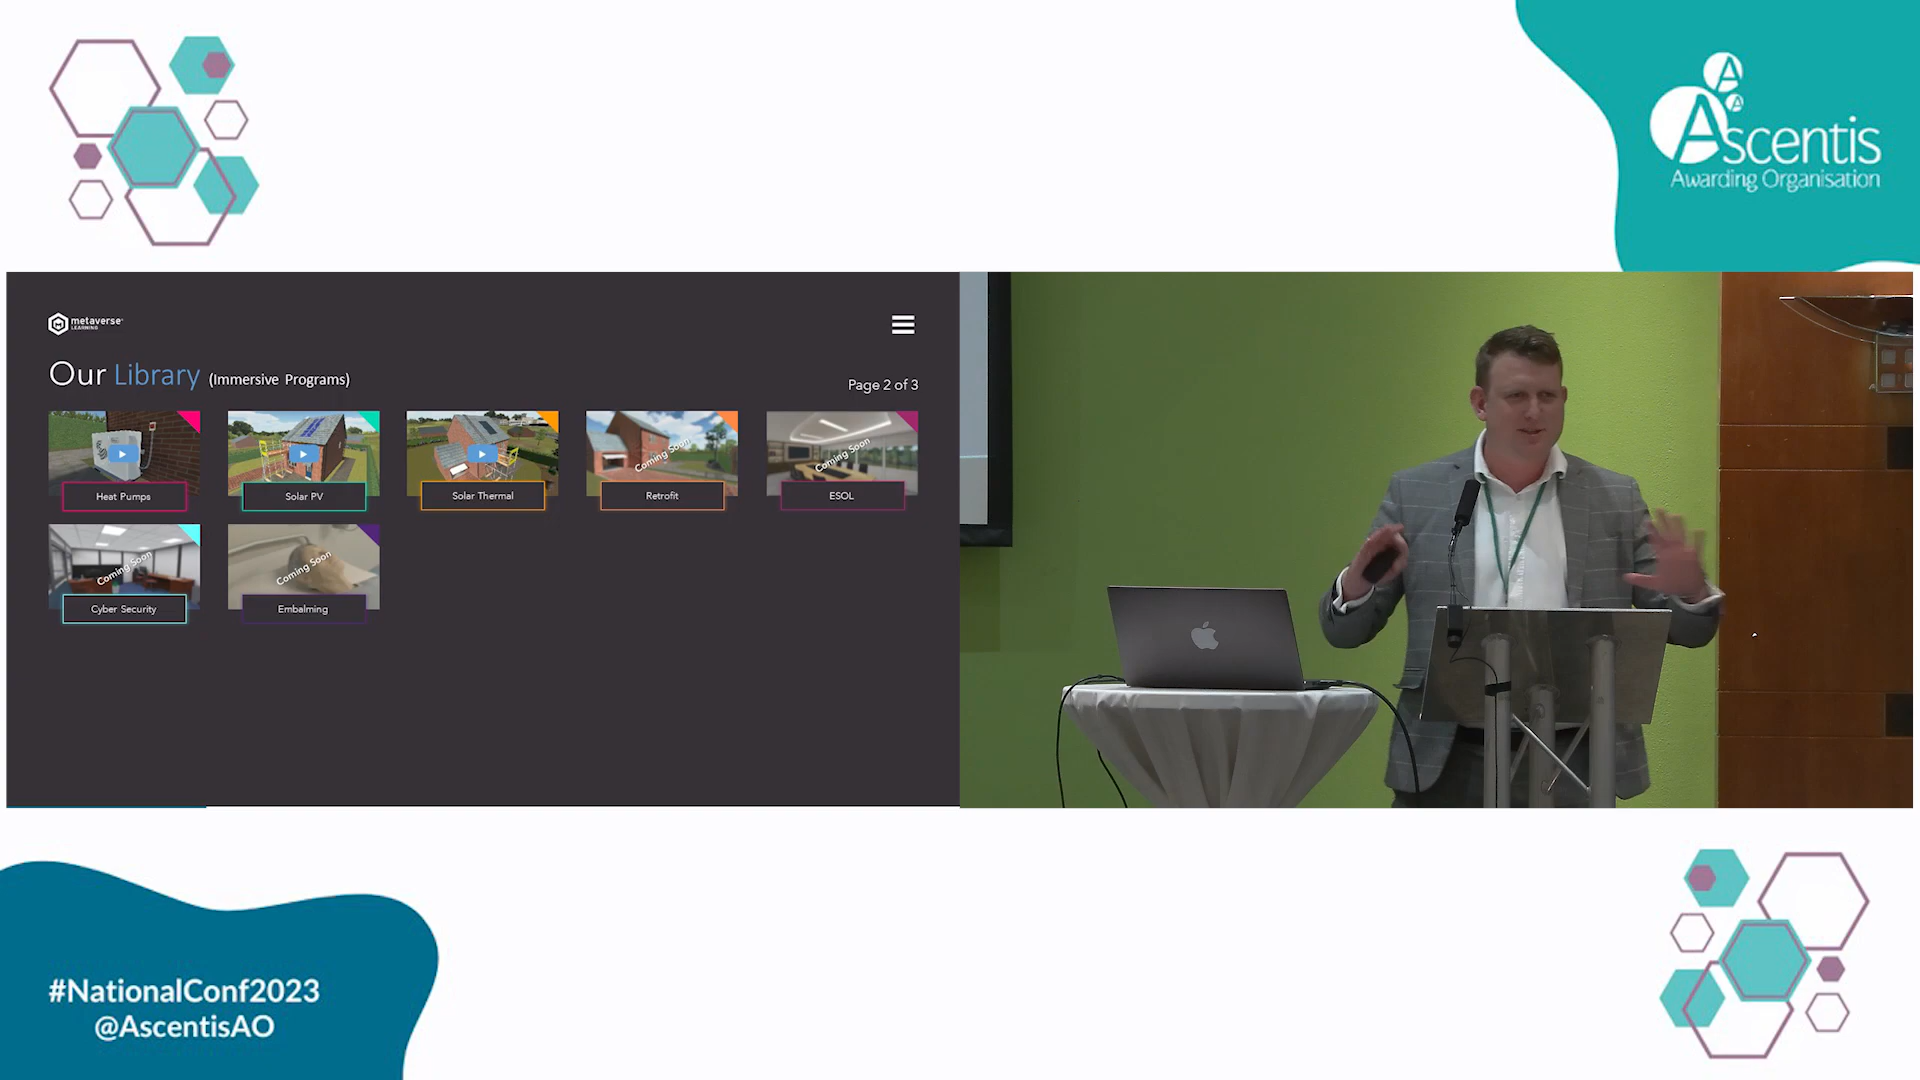 Ascentis
Awarding Organisation
metaverse
LEARNING
Our Library (Immersive Programs)
Page 2 of 3
Heat Pumps
Solar PV
Solar Thermal
Coming Soon
Retrofit
Coming Soon
ESOL
Coming Soon
Cyber Security
Coming Soon
Embalming
#NationalConf2023
@AscentisAO